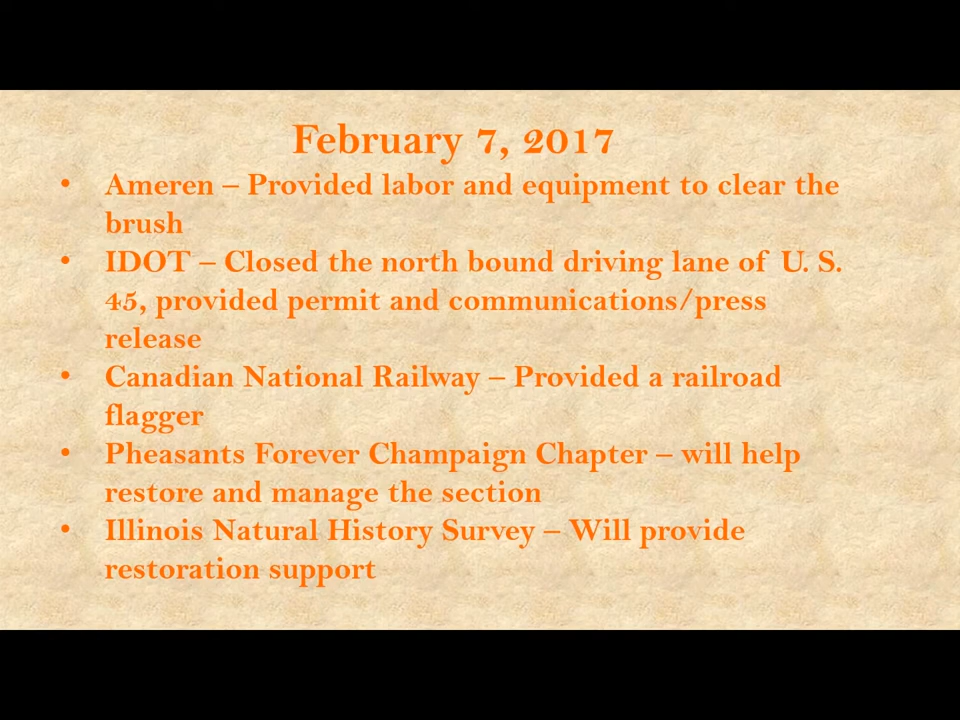 February 7, 2017
• Ameren – Provided labor and equipment to clear the
brush
• IDOT – Closed the north bound driving lane of U. S.
45, provided permit and communications/press
release
• Canadian National Railway – Provided a railroad
flagger
• Pheasants Forever Champaign Chapter – will help
restore and manage the section
• Illinois Natural History Survey – Will provide
restoration support